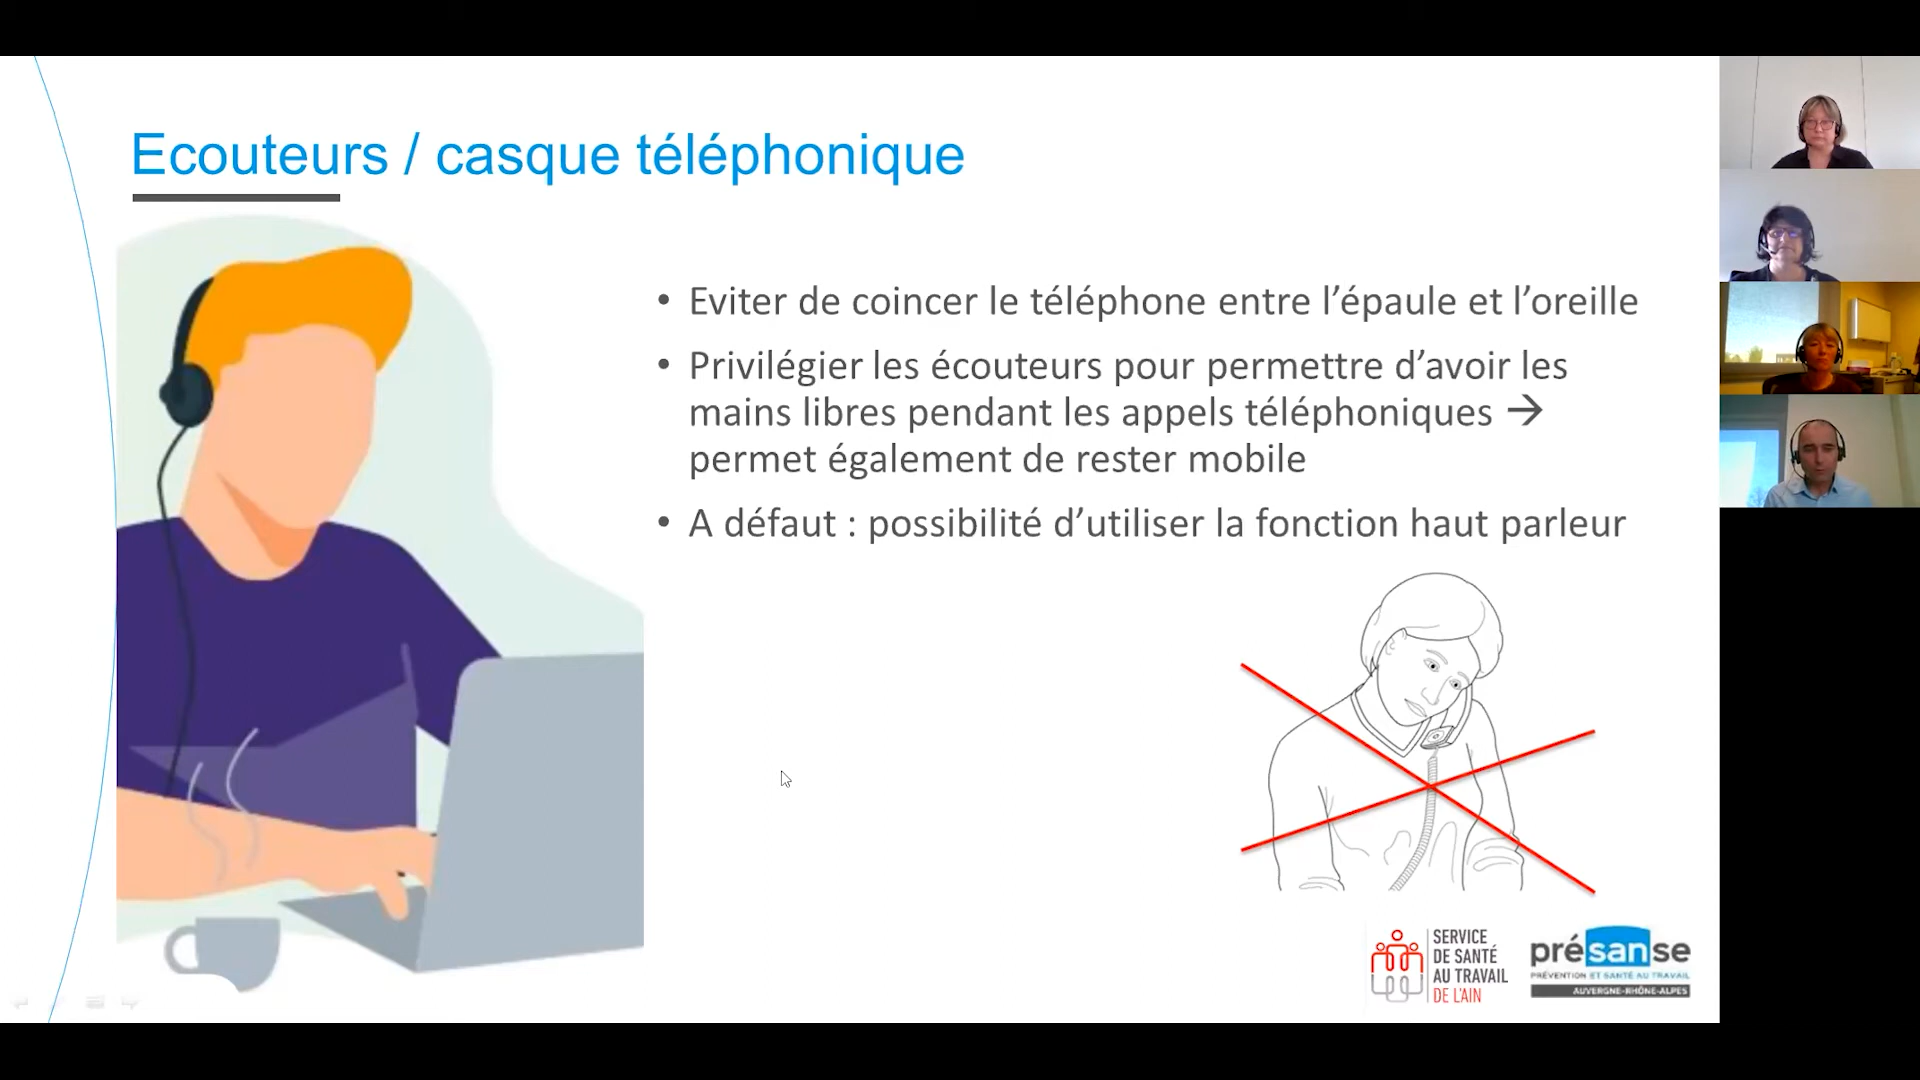 Ecouteurs / casque téléphonique
• Eviter de coincer le téléphone entre l’épaule et l’oreille
• Privilégier les écouteurs pour permettre d’avoir les
mains libres pendant les appels téléphoniques →
permet également de rester mobile
• A défaut : possibilité d’utiliser la fonction haut parleur
SERVICE
DE SANTÉ
AU TRAVAIL
DE L'AIN
présanse
PRÉVENTION ET SANTÉ AU TRAVAIL
AUVERGNE-RHÔNE-ALPES